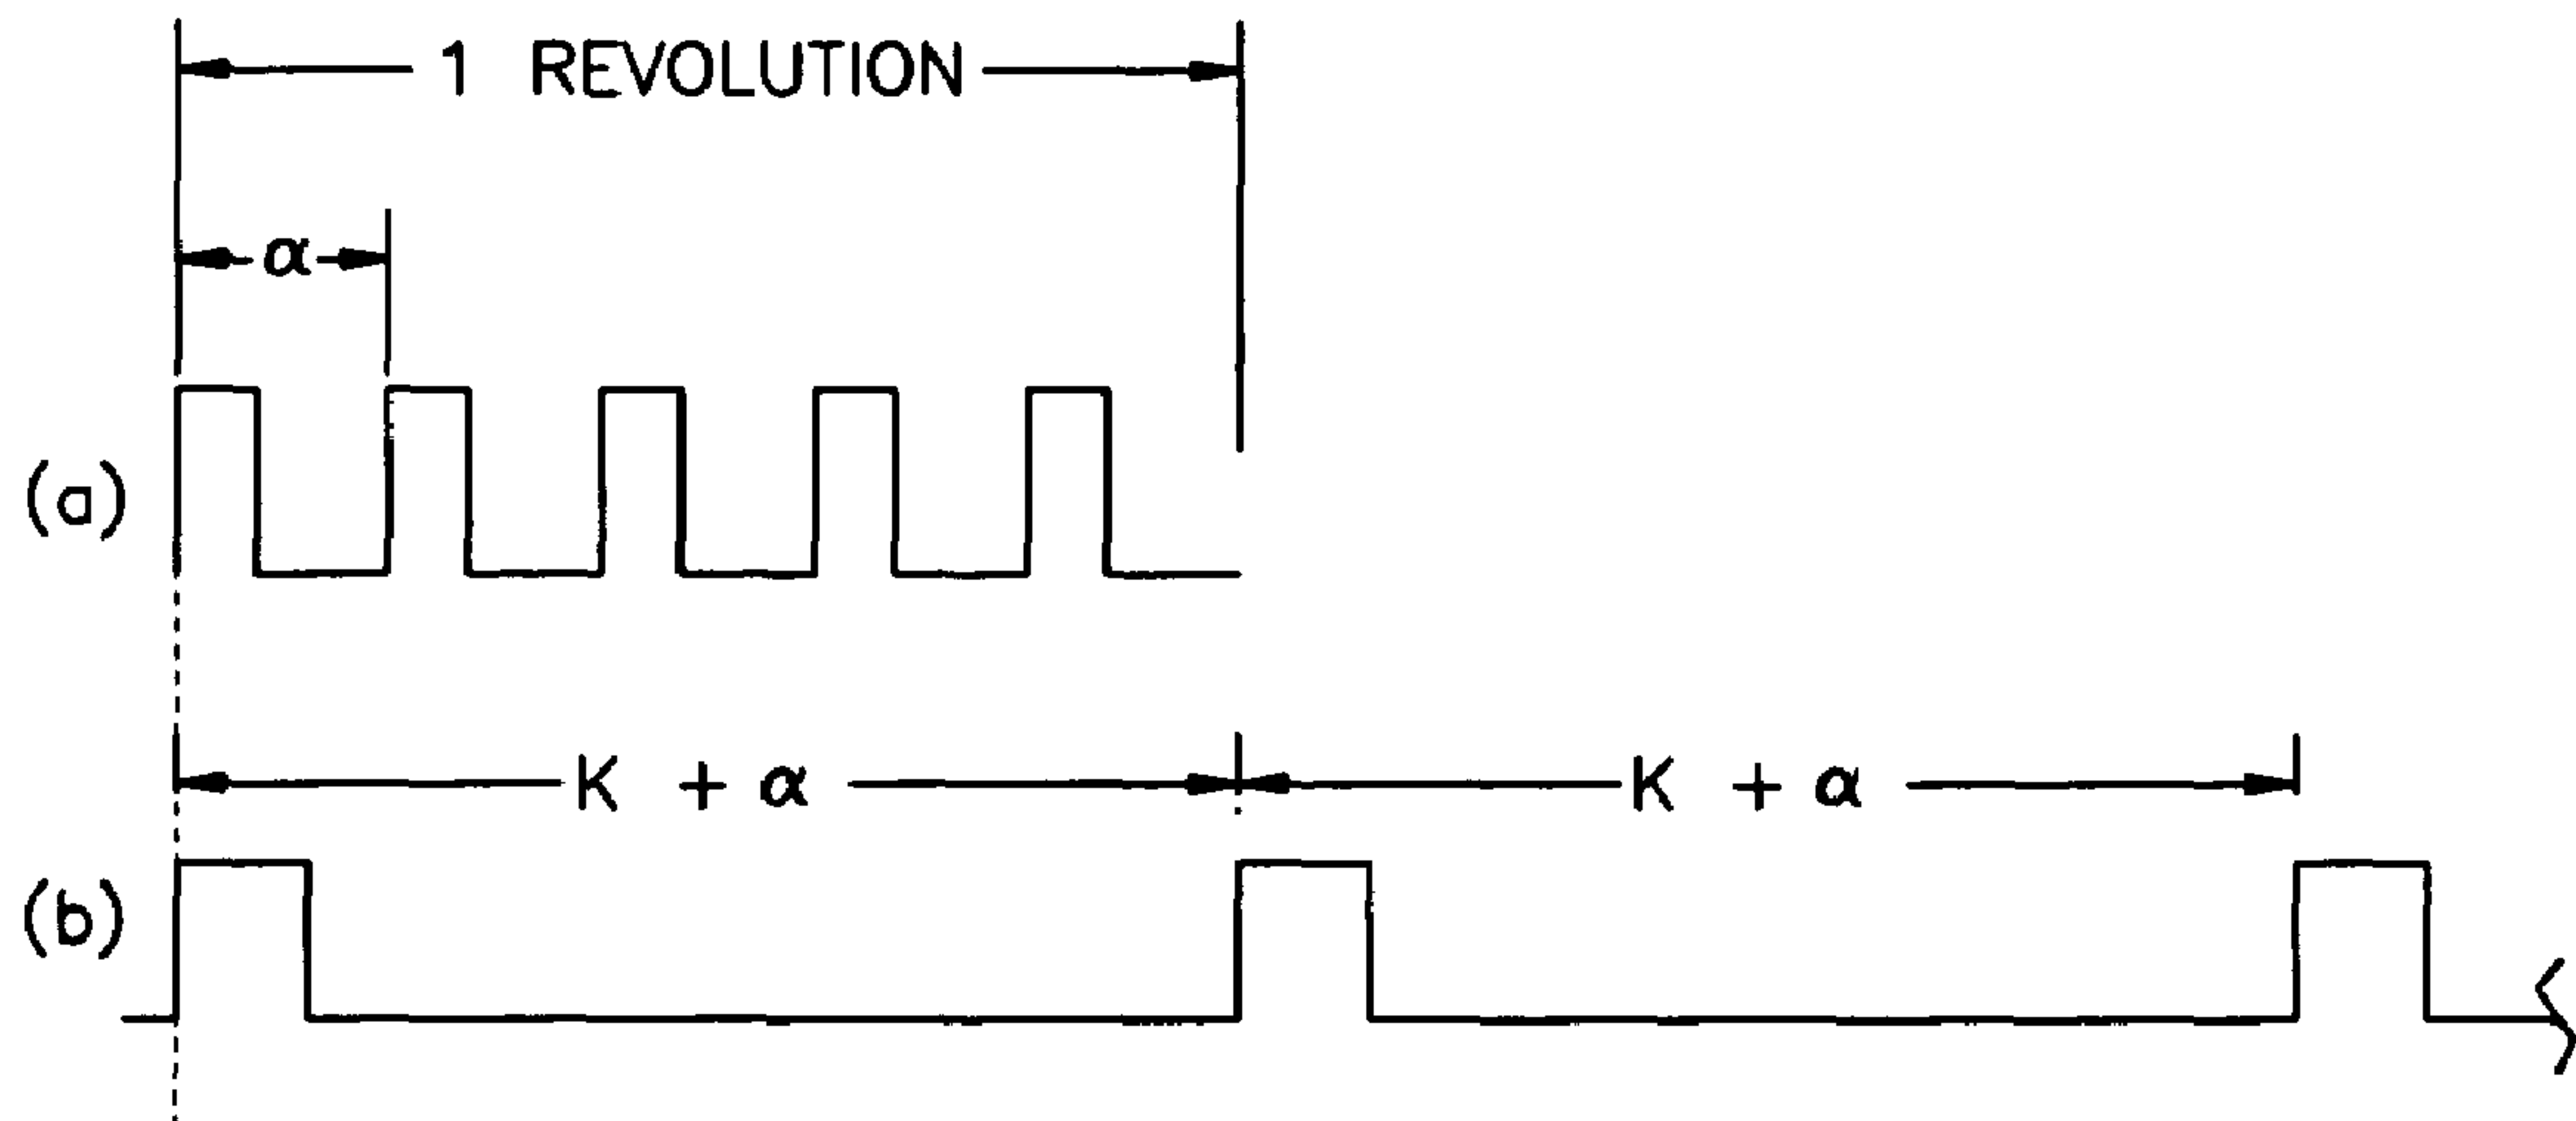 1 REVOLUTION
α
(a)
K + α K + α
(b)